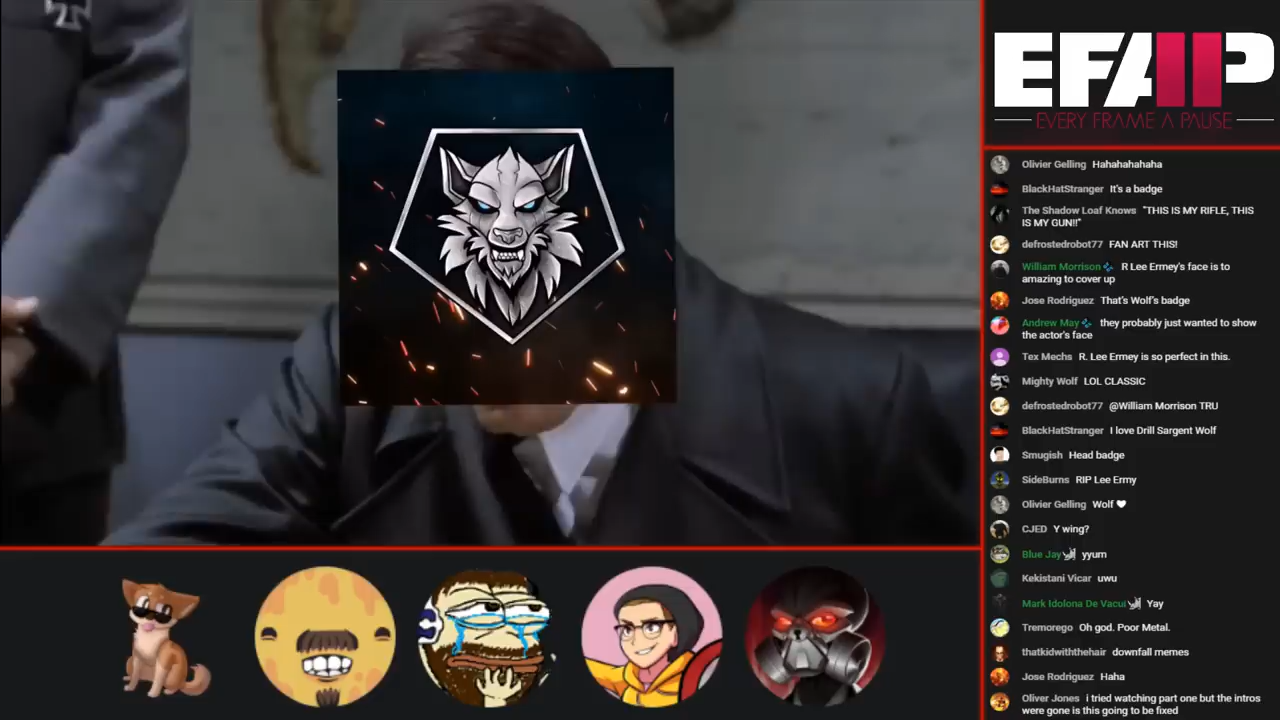 EFAP
EVERY FRAME A PAUSE
Olivier Gelling Hahahahahaha
BlackHatStranger It's a badge
The Shadow Loaf Knows "THIS IS MY RIFLE, THIS
IS MY GUN!!"
defrostedrobot77 FAN ART THIS!
William Morrison R Lee Ermey's face is to
amazing to cover up
Jose Rodriguez That's Wolf's badge
Andrew May they probably just wanted to show
the actor's face
Tex Mechs R. Lee Ermey is so perfect in this.
Mighty Wolf LOL CLASSIC
defrostedrobot77 @William Morrison TRU
BlackHatStranger I love Drill Sargent Wolf
Smugish Head badge
SideBurns RIP Lee Ermy
Olivier Gelling Wolf ♥
CJED Y wing?
Blue Jay yyum
Kekistani Vicar uwu
Mark Idolona De Vacui Yay
Tremorego Oh god. Poor Metal.
thatkidwiththehair downfall memes
Jose Rodriguez Haha
Oliver Jones i tried watching part one but the intros
were gone is this going to be fixed